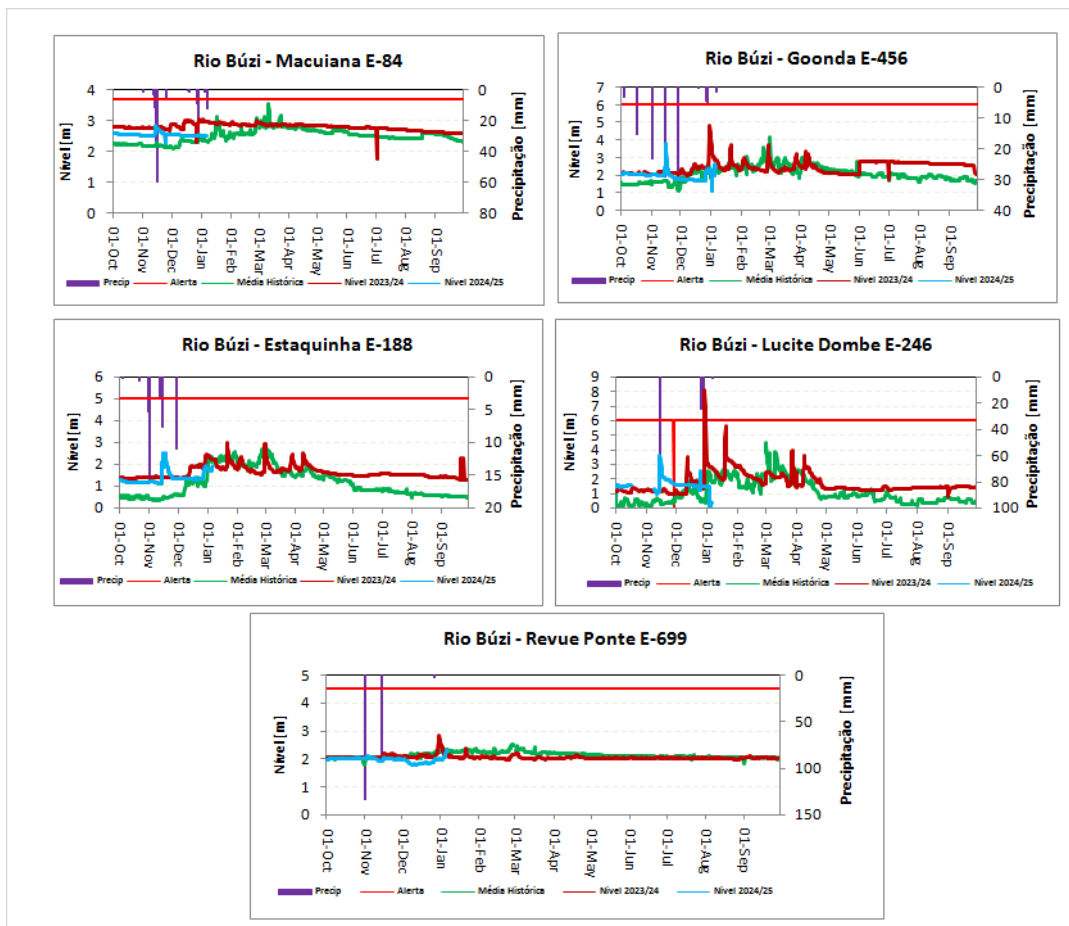 Rio Búzi - Macuiana E-84
Nível [m]
4
3
2
1
0
0
20
40
60
80
Precipitação [mm]
01-Oct
01-Nov
01-Dec
01-Jan
01-Feb
01-Mar
01-Apr
01-May
01-Jun
01-Jul
01-Aug
01-Sep
Precip Alerta Média Histórica Nivel 2023/24 Nivel 2024/25
Rio Búzi - Goonda E-456
Nível [m]
7
6
5
4
3
2
1
0
0
10
20
30
40
Precipitação [mm]
01-Oct
01-Nov
01-Dec
01-Jan
01-Feb
01-Mar
01-Apr
01-May
01-Jun
01-Jul
01-Aug
01-Sep
Precip Alerta Média Histórica Nivel 2023/24 Nivel 2024/25
Rio Búzi - Estaquinha E-188
Nível [m]
6
5
4
3
2
1
0
0
5
10
15
20
Precipitação [mm]
01-Oct
01-Nov
01-Dec
01-Jan
01-Feb
01-Mar
01-Apr
01-May
01-Jun
01-Jul
01-Aug
01-Sep
Precip Alerta Média Histórica Nivel 2023/24 Nivel 2024/25
Rio Búzi - Lucite Dombe E-246
Nível [m]
9
8
7
6
5
4
3
2
1
0
0
20
40
60
80
100
Precipitação [mm]
01-Oct
01-Nov
01-Dec
01-Jan
01-Feb
01-Mar
01-Apr
01-May
01-Jun
01-Jul
01-Aug
01-Sep
Precip Alerta Média Histórica Nivel 2023/24 Nivel 2024/25
Rio Búzi - Revue Ponte E-699
Nível [m]
5
4
3
2
1
0
0
50
100
150
Precipitação [mm]
01-Oct
01-Nov
01-Dec
01-Jan
01-Feb
01-Mar
01-Apr
01-May
01-Jun
01-Jul
01-Aug
01-Sep
Precip Alerta Média Histórica Nivel 2023/24 Nivel 2024/25